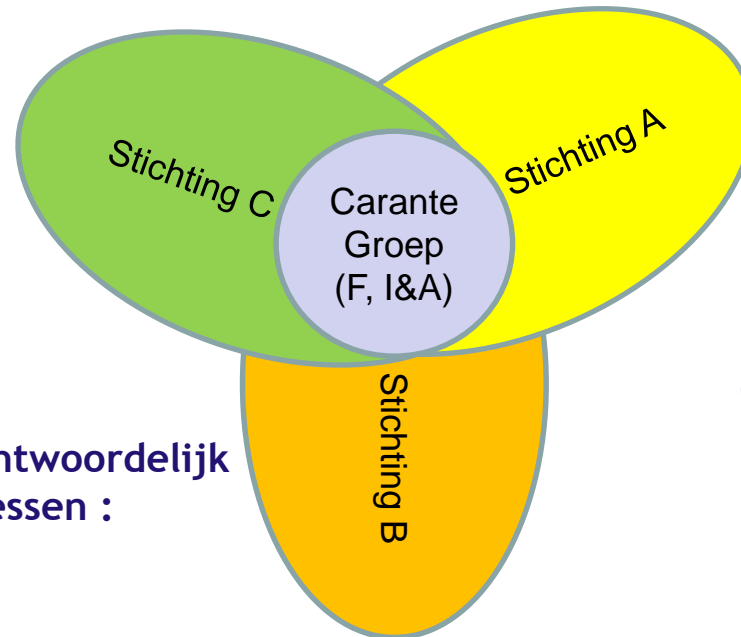 Stichting C
Stichting A
Carante
Groep
(F, I&A)
Stichting B
ntwoordelijk
essen :